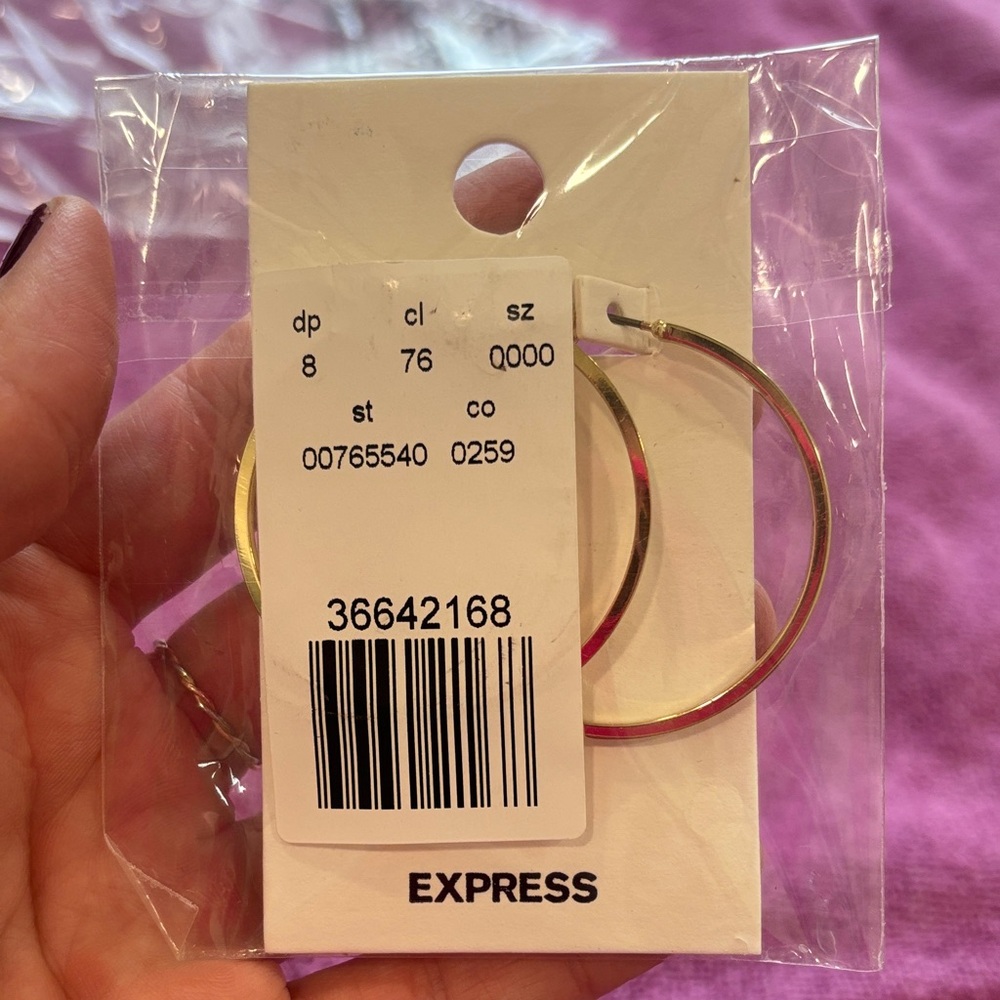 dp cl sz
8 76 0000
st co
00765540 0259
36642168
EXPRESS